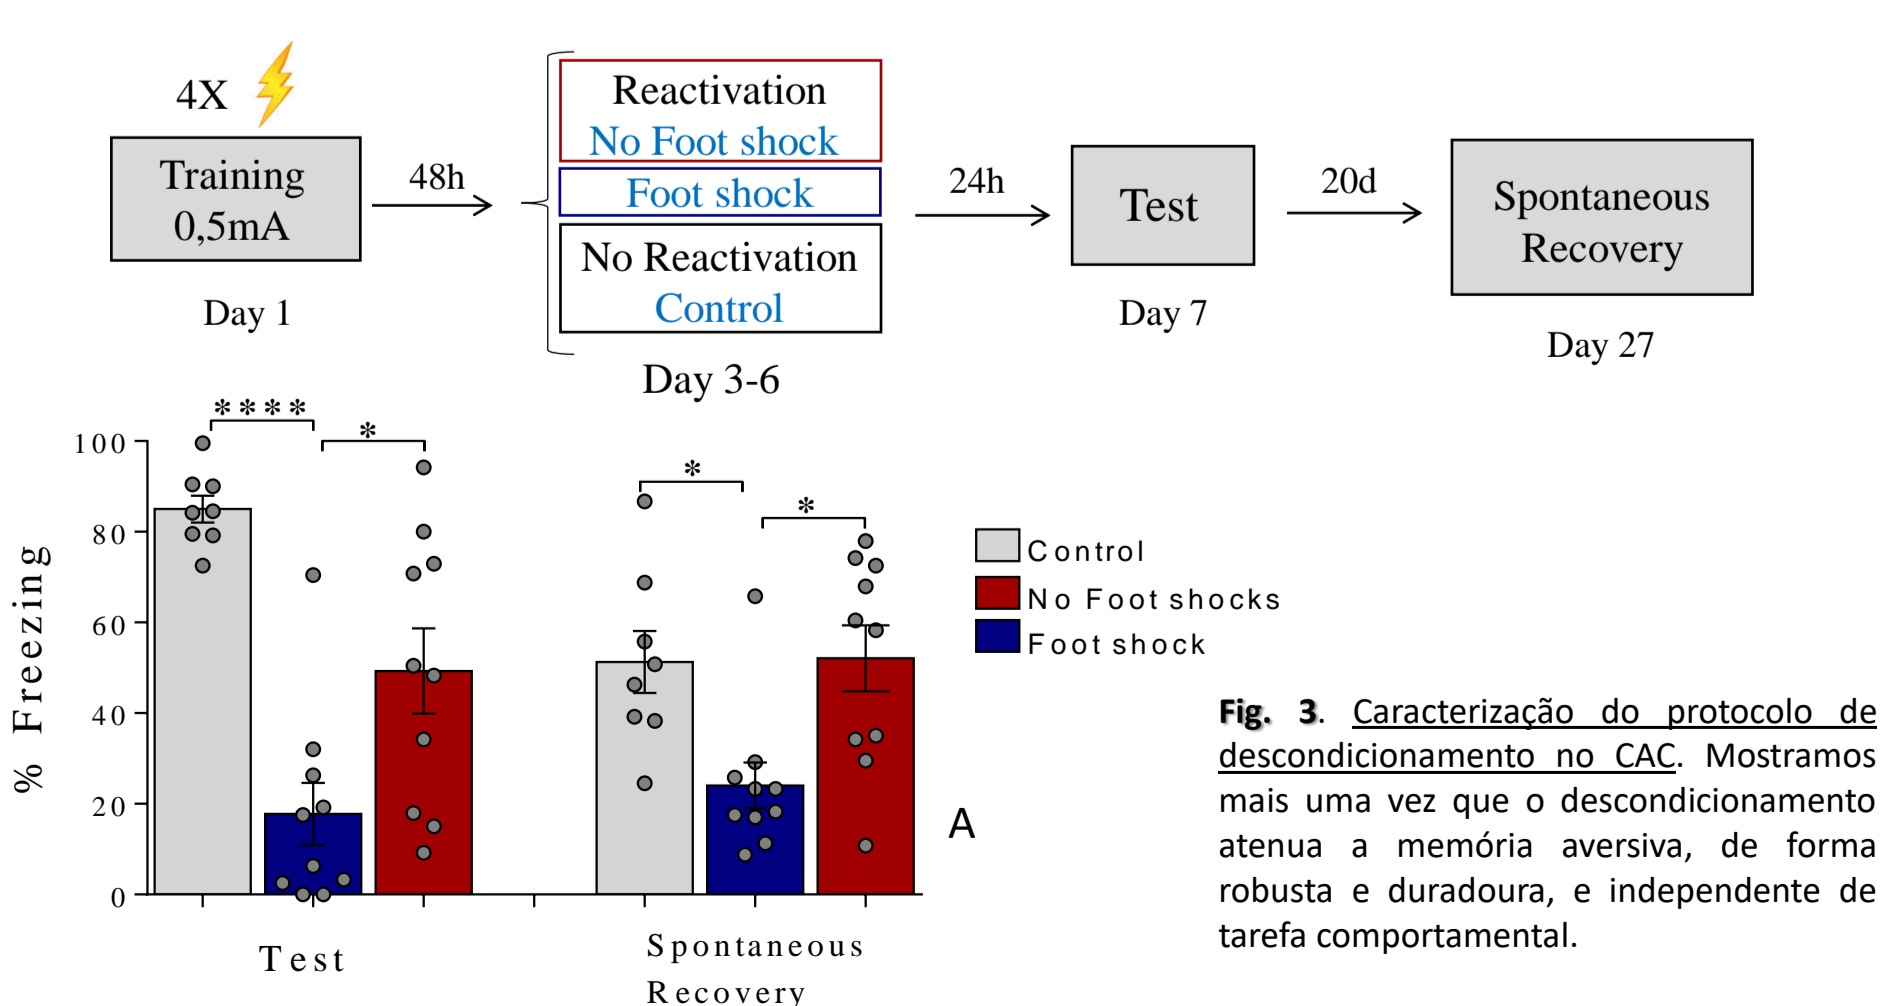 4X
Training
0,5mA
Day 1
48h
Reactivation
No Foot shock
Foot shock
No Reactivation
Control
Day 3-6
24h
Test
Day 7
20d
Spontaneous
Recovery
Day 27
% Freezing
100
80
60
40
20
0
****
*
*
*
Test
Spontaneous
Recovery
Control
No Foot shocks
Foot shock
A
Fig. 3. Caracterização do protocolo de
descondicionamento no CAC. Mostramos
mais uma vez que o descondicionamento
atenua a memória aversiva, de forma
robusta e duradoura, e independente de
tarefa comportamental.